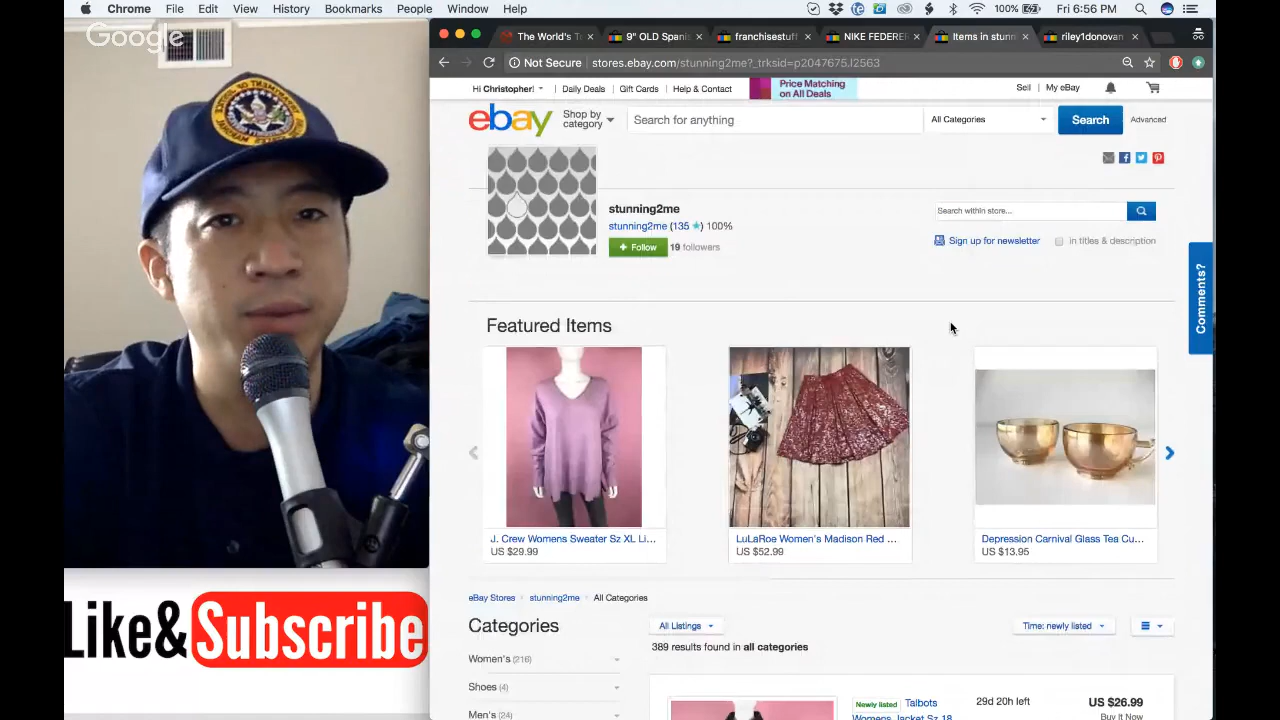 Chrome File Edit View History Bookmarks People Window Help
100% Fri 6:56 PM
Google
The World's T
9" OLD Spanis
franchisestuff
NIKE FEDERER
Items in stunn
riley1donovan
Not Secure stores.ebay.com/stunning2me?_trksid=p2047675.l2563
Hi Christopher! Daily Deals Gift Cards Help & Contact
Price Matching
on All Deals
Sell My eBay
ebay
Shop by
category
Search for anything
All Categories
Search
Advanced
stunning2me
stunning2me (135 ) 100%
+ Follow 19 followers
Search within store...
Sign up for newsletter in titles & description
Comments?
Featured Items
J. Crew Womens Sweater Sz XL Li...
US $29.99
LuLaRoe Women's Madison Red ...
US $52.99
Depression Carnival Glass Tea Cu...
US $13.95
eBay Stores stunning2me All Categories
Categories
Women's (216)
Shoes (4)
Men's (24)
All Listings
Time: newly listed
389 results found in all categories
Newly listed Talbots
Womens Jacket Sz 18
29d 20h left
US $26.99
Buy It Now
Like& Subscribe